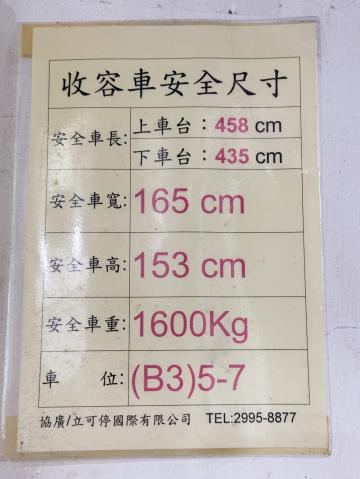 收容車安全尺寸
安全車長:
上車台：458 cm
下車台：435 cm
安全車寬:165 cm
安全車高:153 cm
安全車重:1600Kg
車 位:(B3)5-7
協廣/立可停國際有限公司 TEL:2995-8877